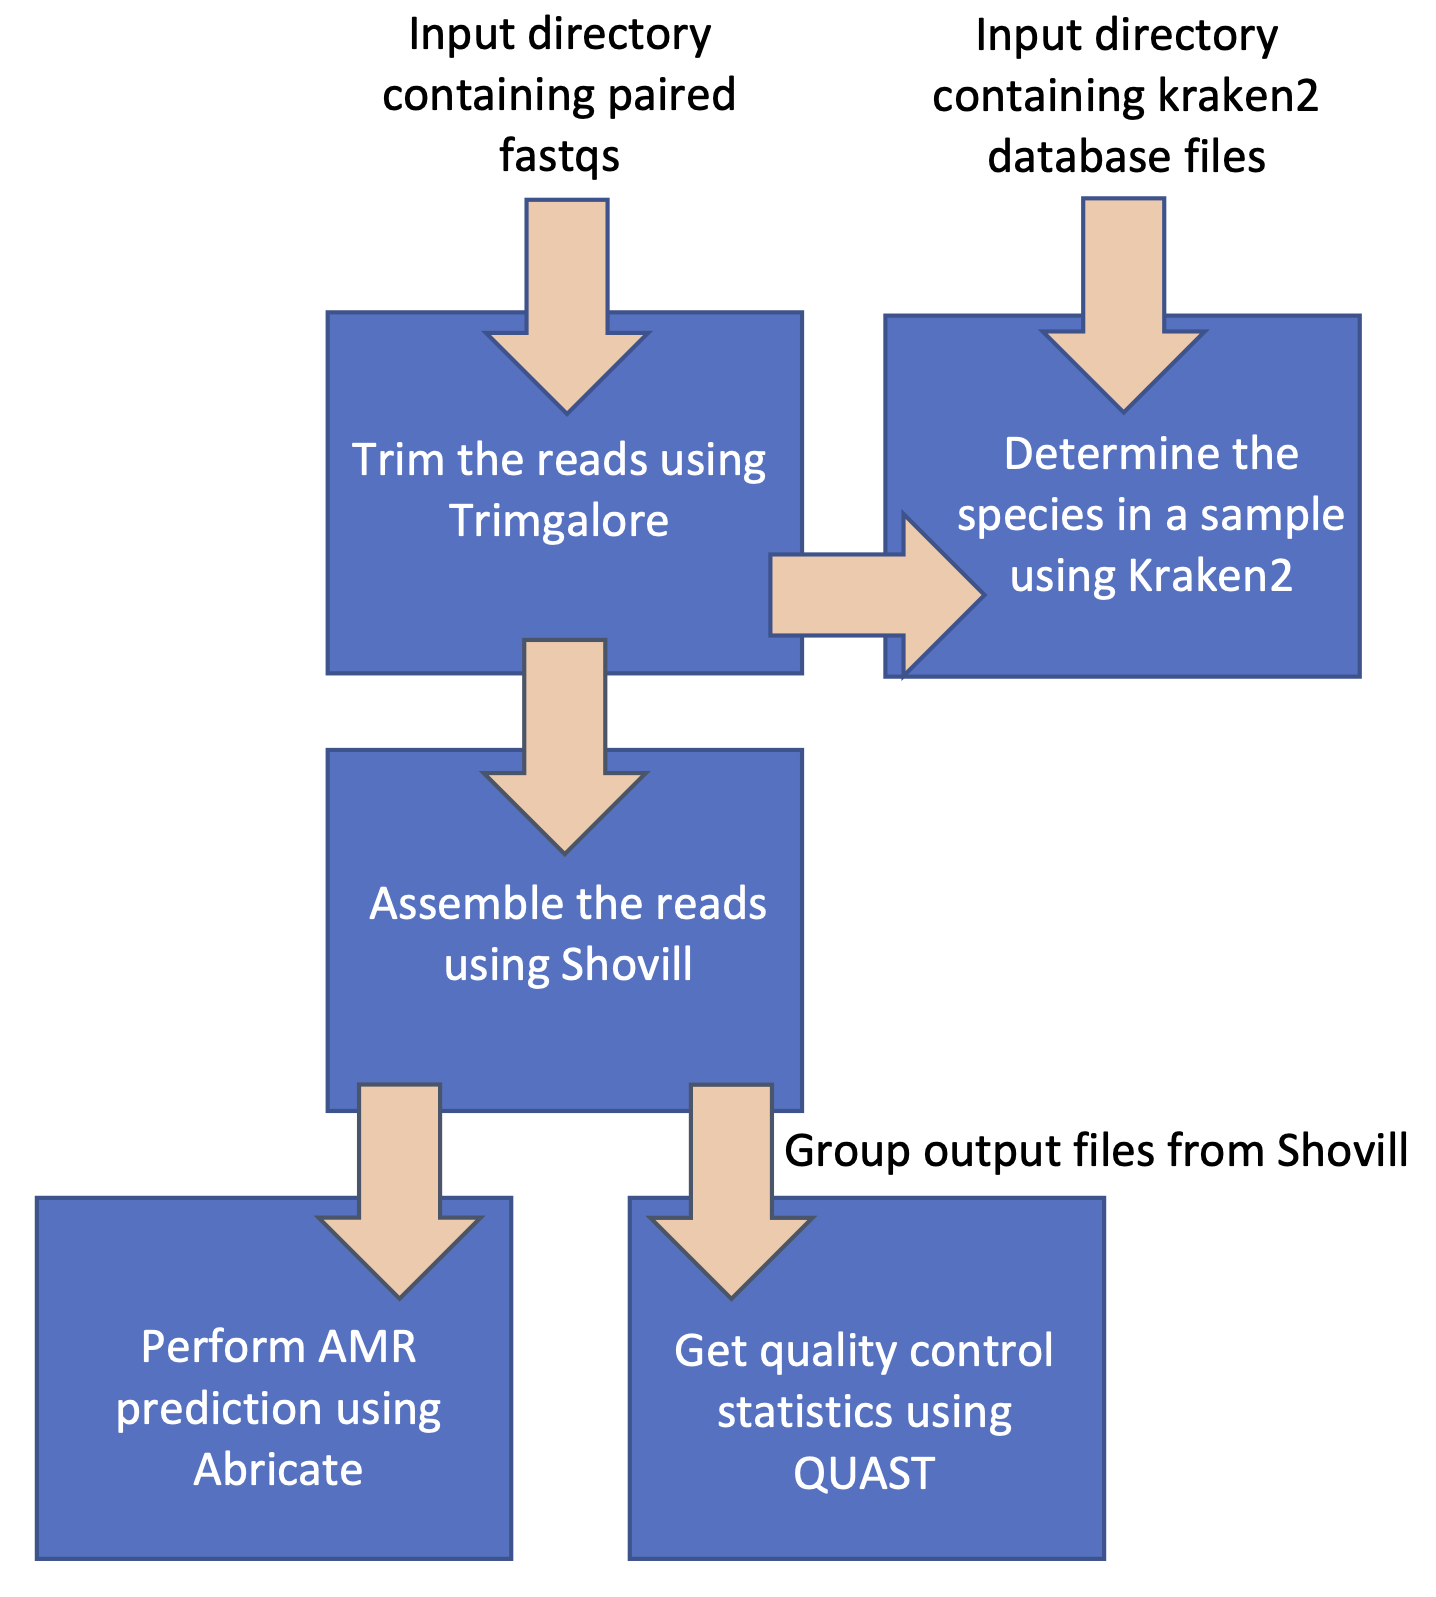 Input directory
containing paired
fastqs
Input directory
containing kraken2
database files
Trim the reads using
Trimgalore
Determine the
species in a sample
using Kraken2
Assemble the reads
using Shovill
Group output files from Shovill
Perform AMR
prediction using
Abricate
Get quality control
statistics using
QUAST